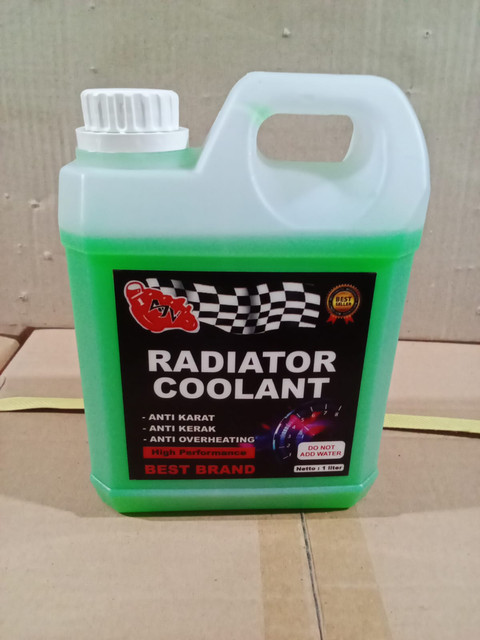 AJV
BEST
SELLER
RADIATOR
COOLANT
- ANTI KARAT
- ANTI KERAK
- ANTI OVERHEATING
High Performance
BEST BRAND
DO NOT
ADD WATER
Netto : 1 liter